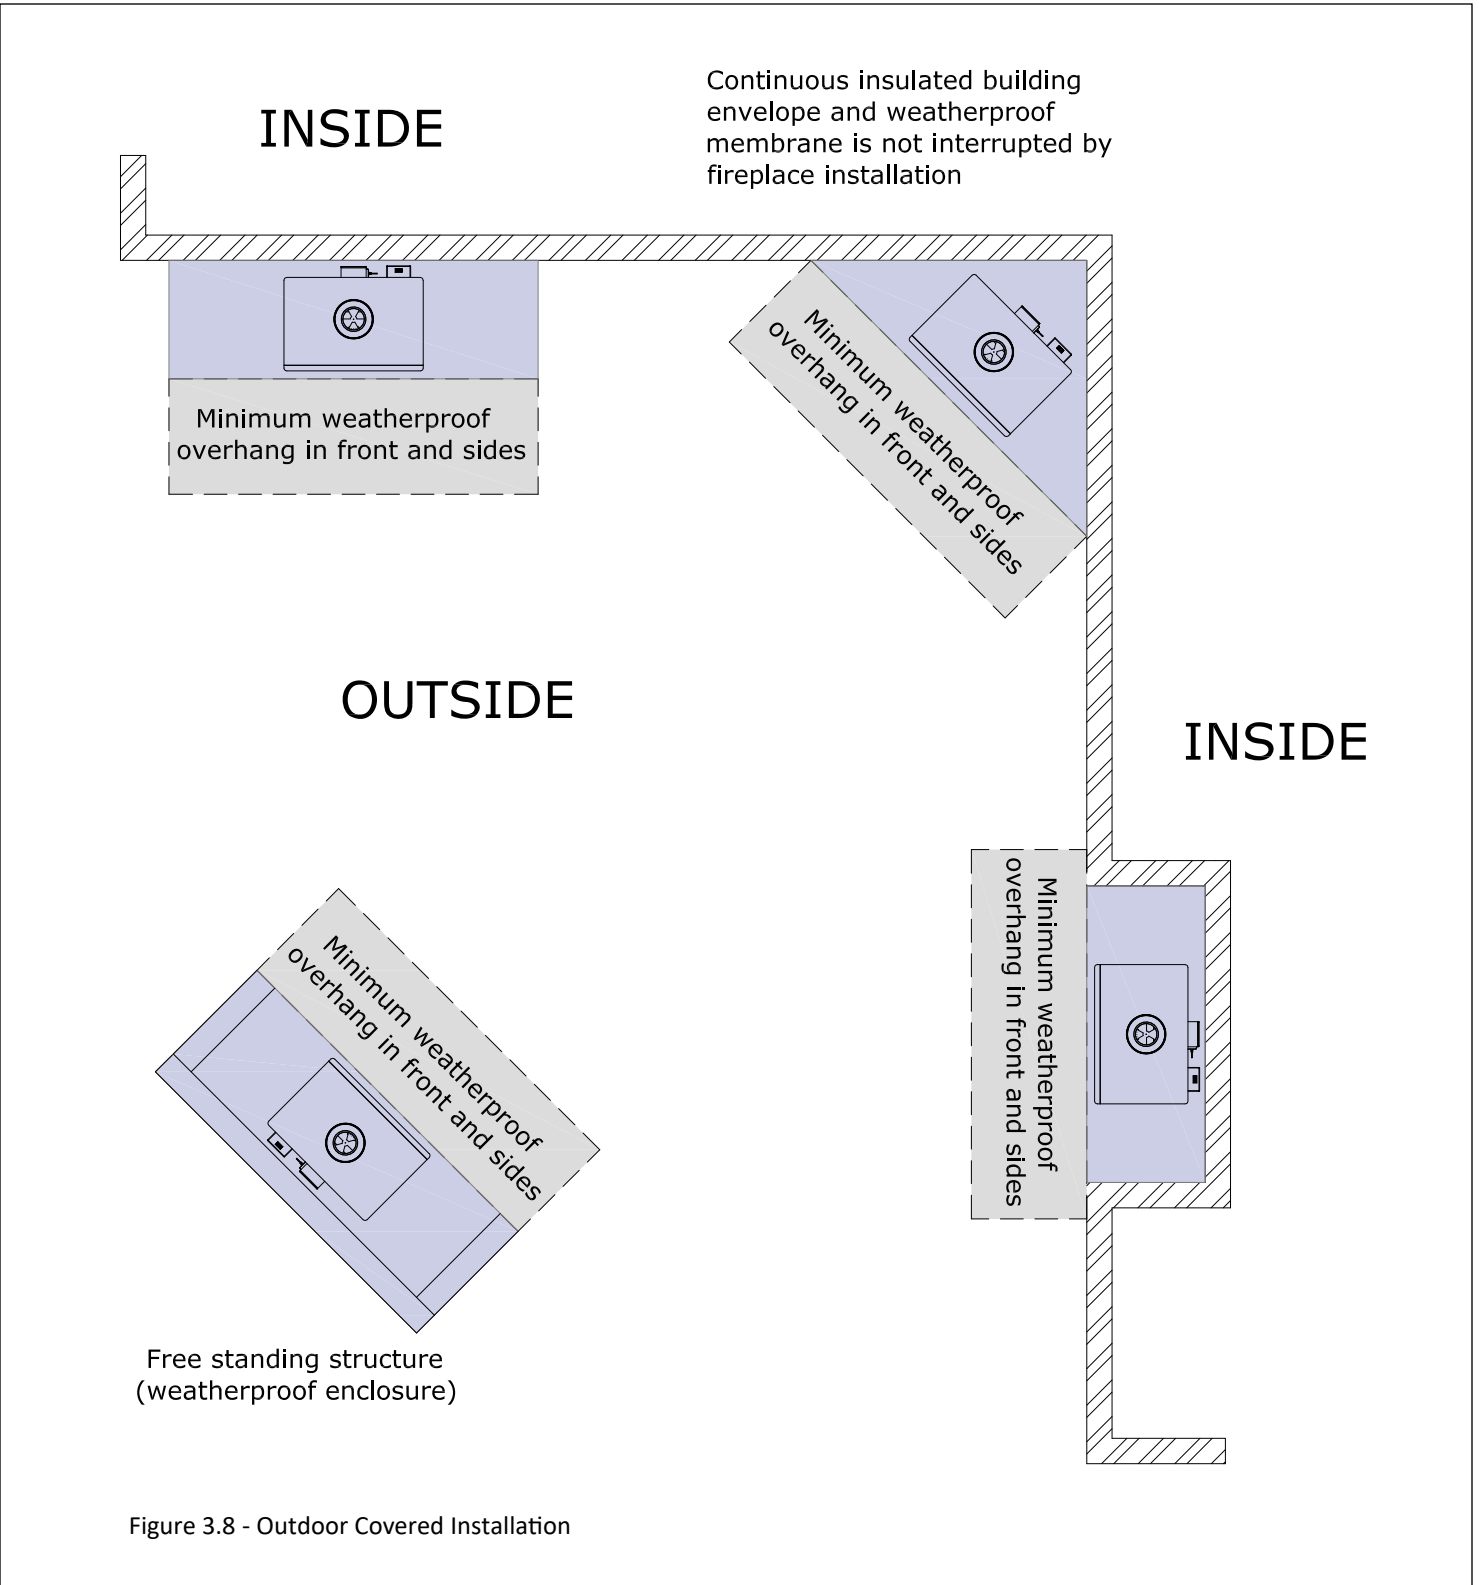 INSIDE
Continuous insulated building
envelope and weatherproof
membrane is not interrupted by
fireplace installation
Minimum weatherproof
overhang in front and sides
Minimum weatherproof
overhang in front and sides
OUTSIDE
INSIDE
Minimum weatherproof
overhang in front and sides
Minimum weatherproof
overhang in front and sides
Free standing structure
(weatherproof enclosure)
Figure 3.8 - Outdoor Covered Installation